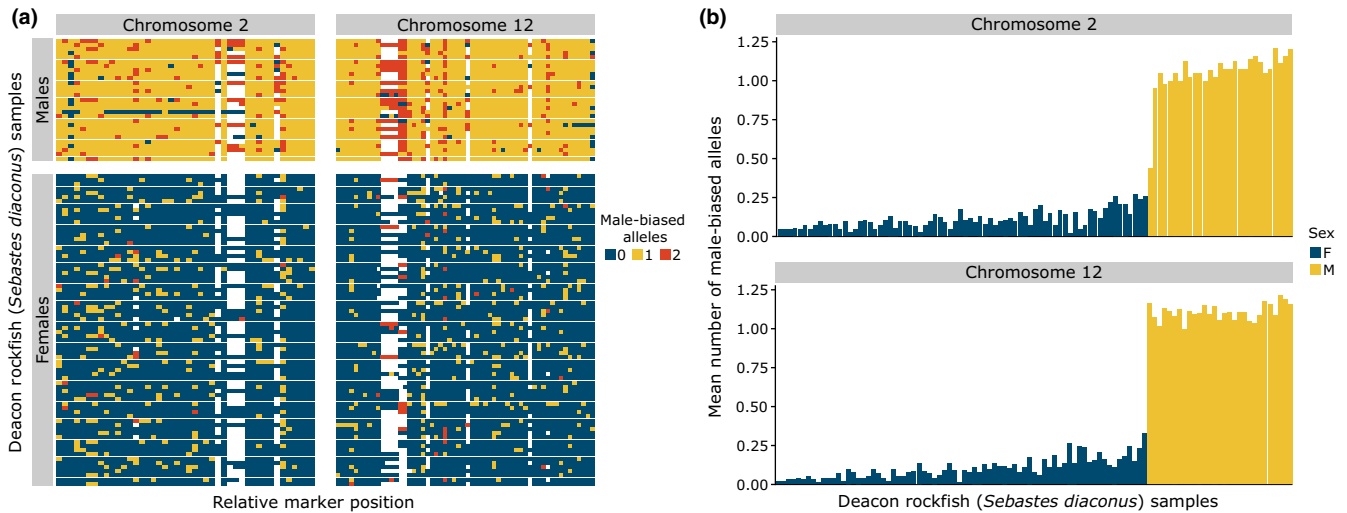 (a)
Chromosome 2
Chromosome 12
Deacon rockfish (Sebastes diaconus) samples
Males
Females
Relative marker position
Male-biased
alleles
0 1 2
(b)
Chromosome 2
Mean number of male-biased alleles
1.25
1.00
0.75
0.50
0.25
0.00
Chromosome 12
1.25
1.00
0.75
0.50
0.25
0.00
Deacon rockfish (Sebastes diaconus) samples
Sex
F
M